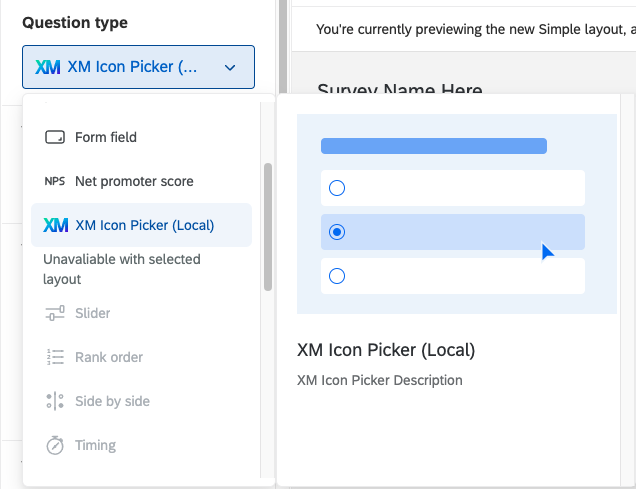 Question type
XM XM Icon Picker (...
You're currently previewing the new Simple layout, a
Survey Name Here
Form field
NPS Net promoter score
XM XM Icon Picker (Local)
Unavaliable with selected
layout
Slider
Rank order
Side by side
Timing
XM Icon Picker (Local)
XM Icon Picker Description